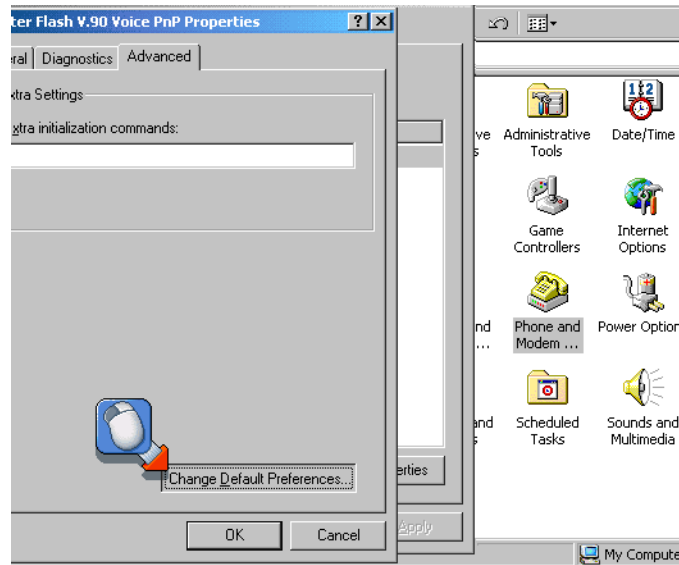 ter Flash V.90 Voice PnP Properties
ral Diagnostics Advanced
xtra Settings
xtra initialization commands:
Change Default Preferences...
OK Cancel
erties
Apply
ve
s
Administrative
Tools
Date/Time
Game
Controllers
Internet
Options
nd
...
Phone and
Modem ...
Power Option
and
s
Scheduled
Tasks
Sounds and
Multimedia
My Compute